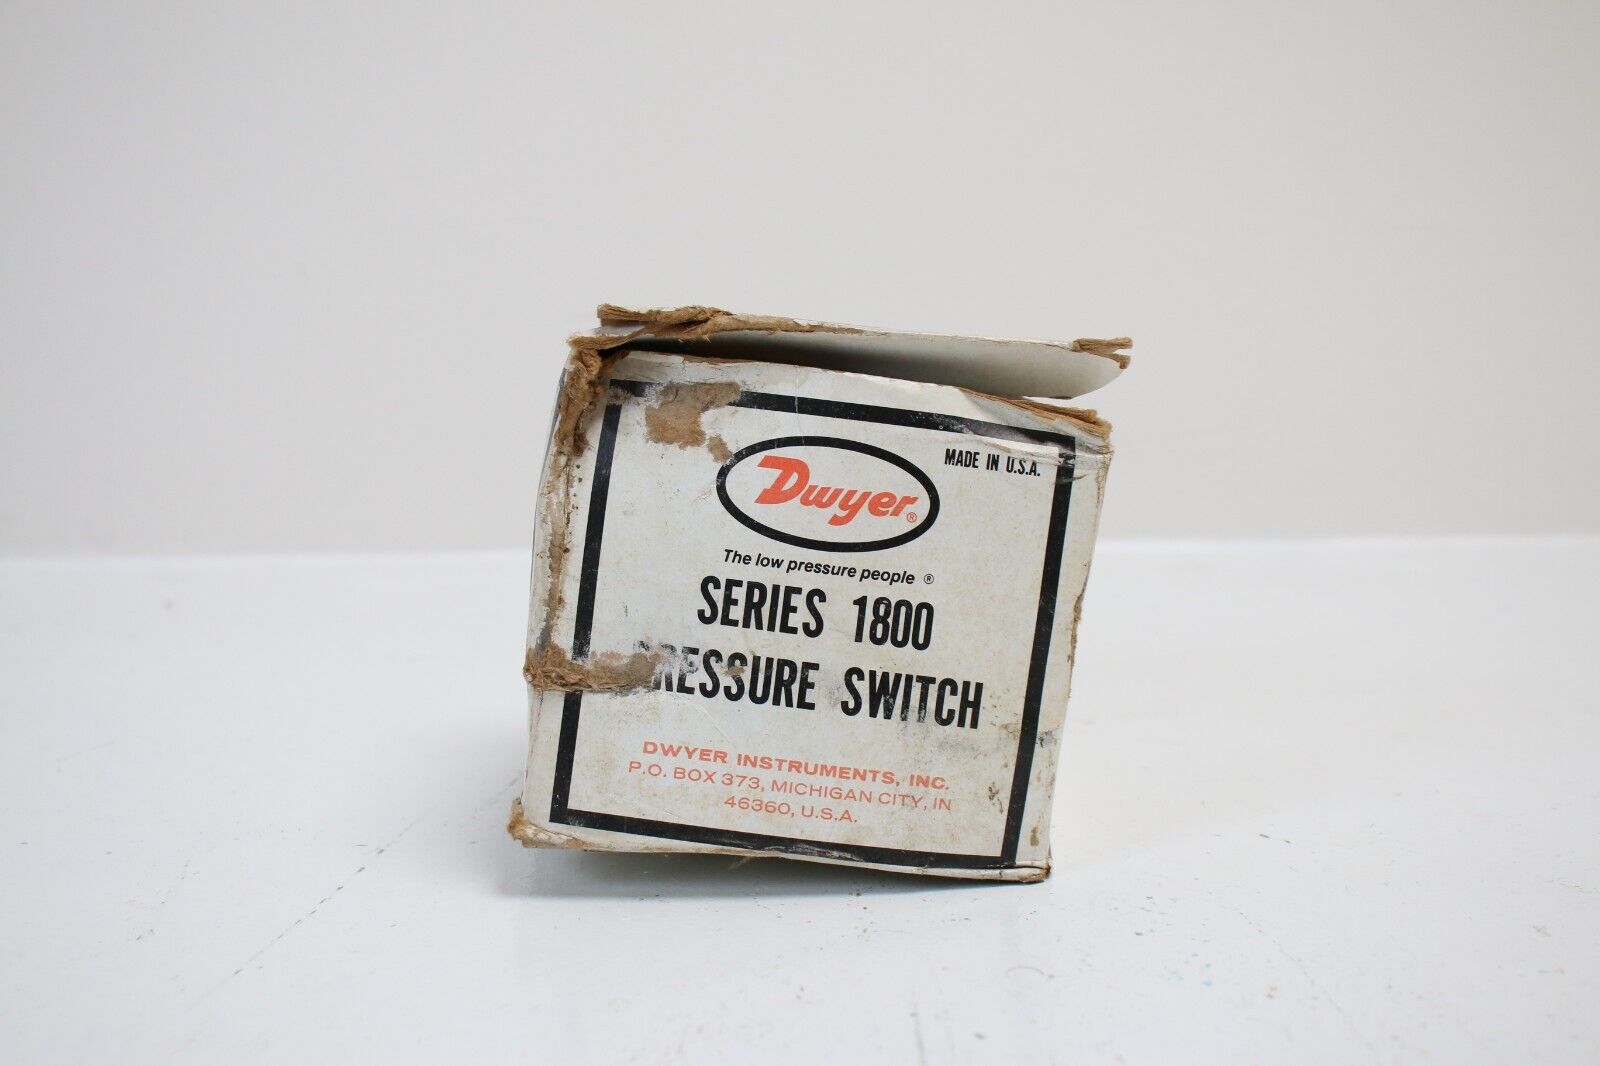 MADE IN U.S.A.
Dwyer®
The low pressure people ®
SERIES 1800
PRESSURE SWITCH
DWYER INSTRUMENTS, INC.
P.O. BOX 373, MICHIGAN CITY, IN
46360, U.S.A.